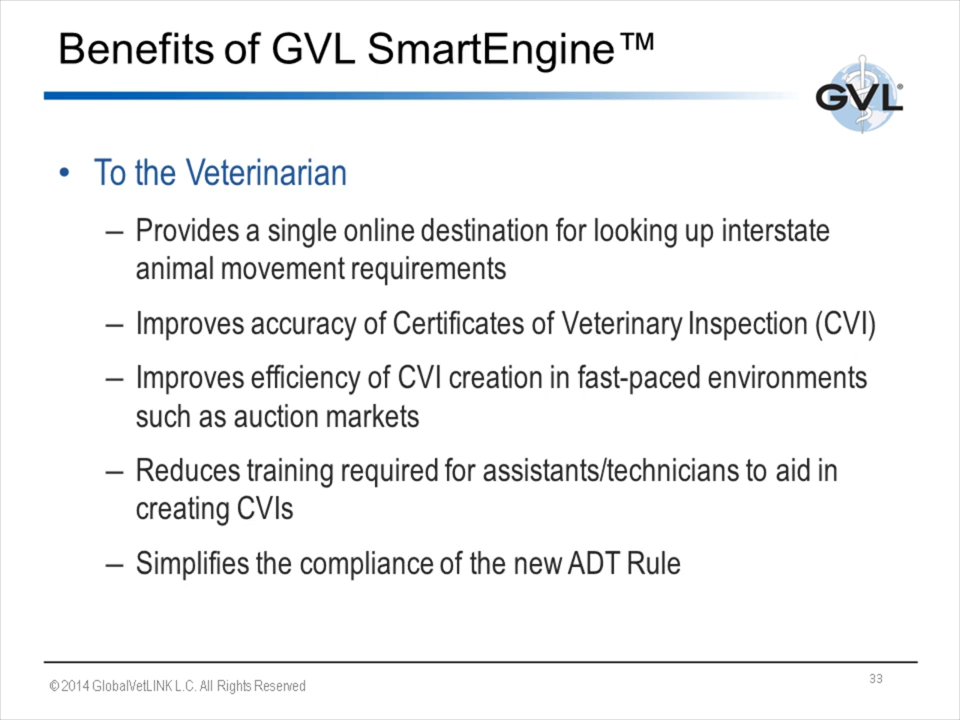 Benefits of GVL SmartEngine™
GVL®
• To the Veterinarian
– Provides a single online destination for looking up interstate
animal movement requirements
– Improves accuracy of Certificates of Veterinary Inspection (CVI)
– Improves efficiency of CVI creation in fast-paced environments
such as auction markets
– Reduces training required for assistants/technicians to aid in
creating CVIs
– Simplifies the compliance of the new ADT Rule
© 2014 GlobalVetLINK L.C. All Rights Reserved
33